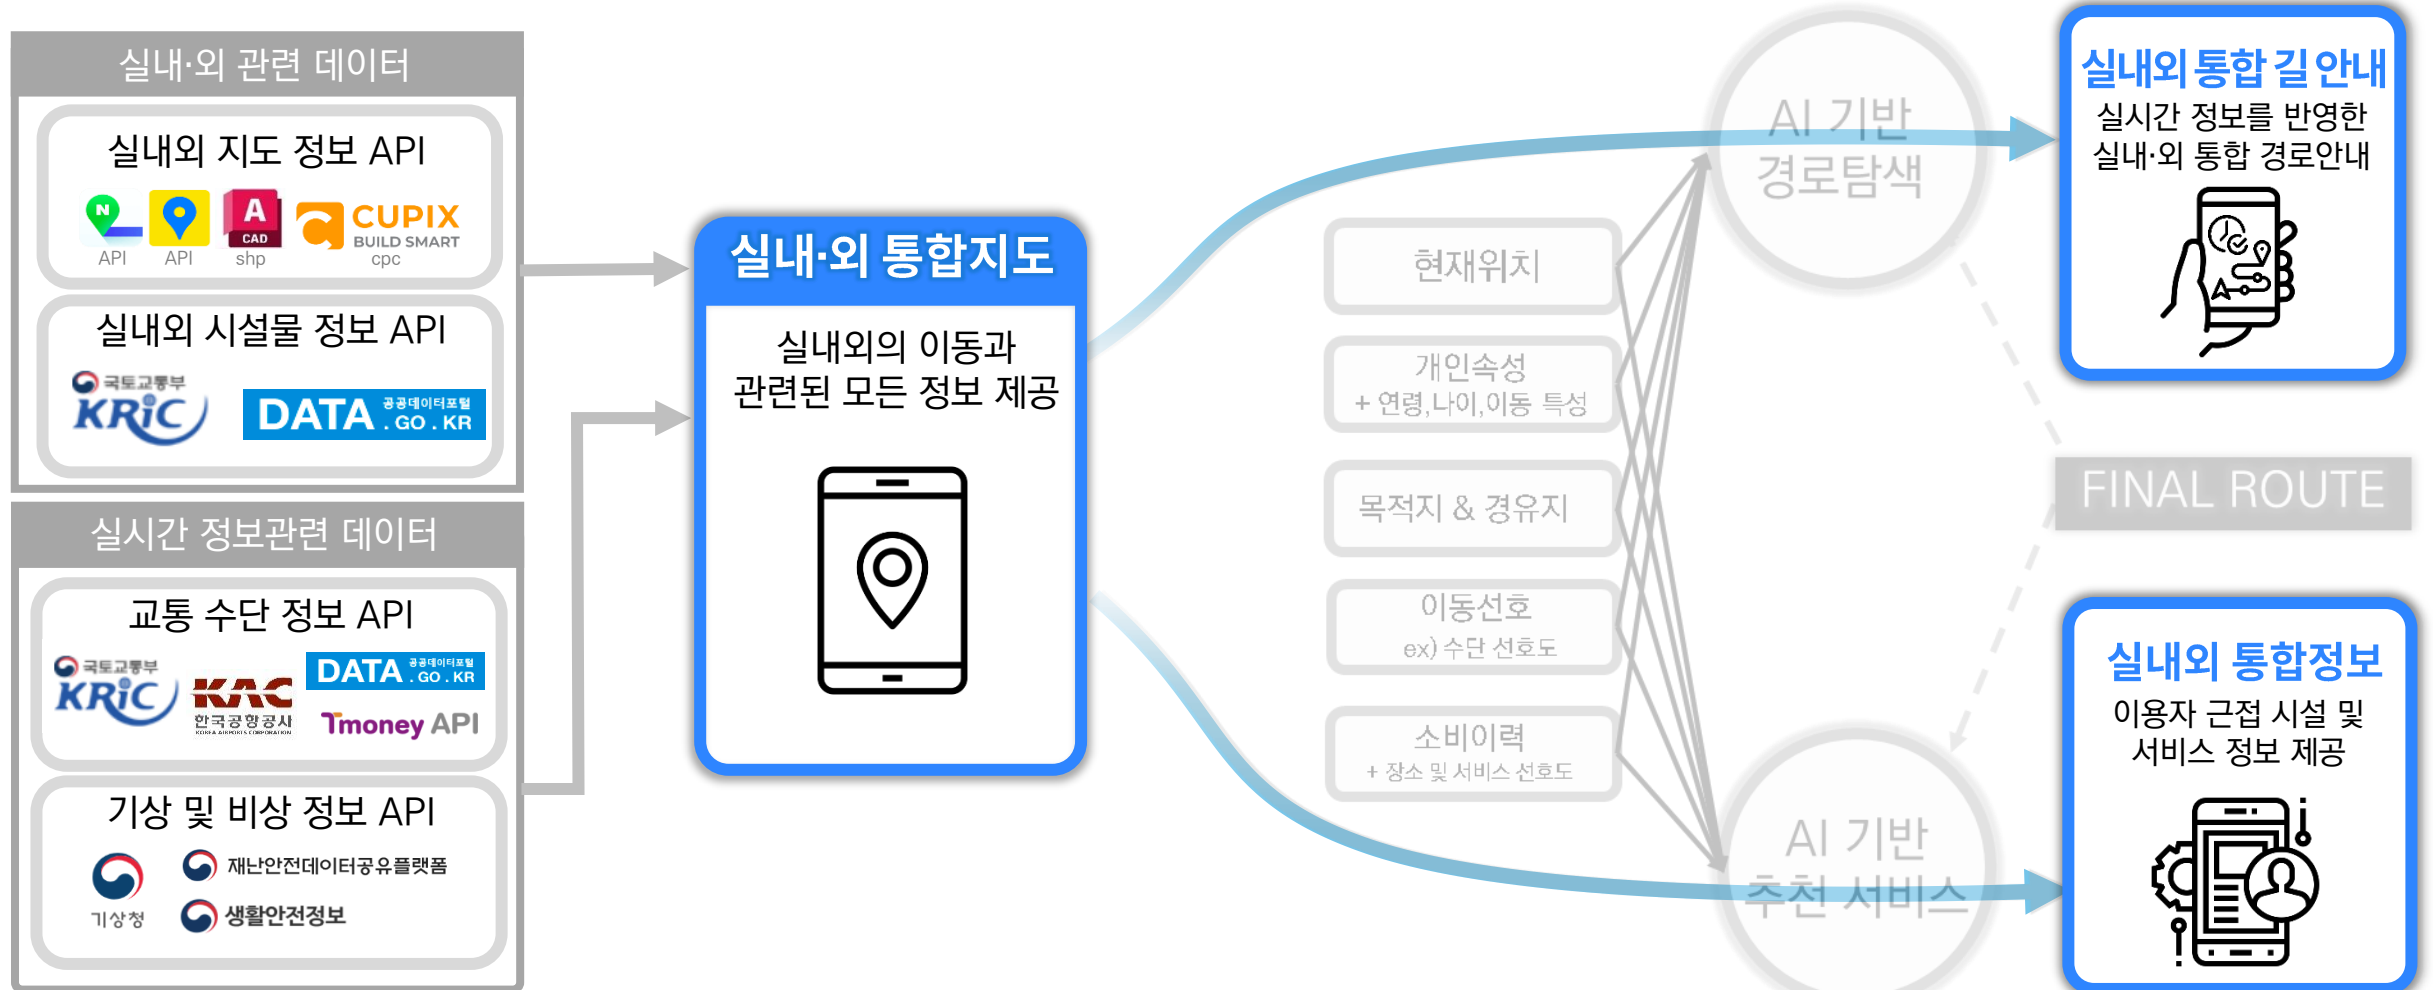 실내·외 관련 데이터
실내외 지도 정보 API
N
A
CAD
CUPIX
BUILD SMART
API
API
shp
cpc
실내외 시설물 정보 API
국토교통부
KRiC
DATA 공공데이터포털
. GO . KR
실시간 정보관련 데이터
교통 수단 정보 API
국토교통부
KRiC
KAC
한국공항공사
KOREA AIRPORTS CORPORATION
DATA 공공데이터포털
. GO . KR
Tmoney API
기상 및 비상 정보 API
기상청
재난안전데이터공유플랫폼
생활안전정보
실내·외 통합지도
실내외의 이동과
관련된 모든 정보 제공
현재위치
개인속성
+ 연령,나이,이동 특성
목적지 & 경유지
이동선호
ex) 수단 선호도
소비이력
+ 장소 및 서비스 선호도
AI 기반
경로탐색
AI 기반
추천 서비스
실내외 통합 길 안내
실시간 정보를 반영한
실내·외 통합 경로안내
FINAL ROUTE
실내외 통합정보
이용자 근접 시설 및
서비스 정보 제공